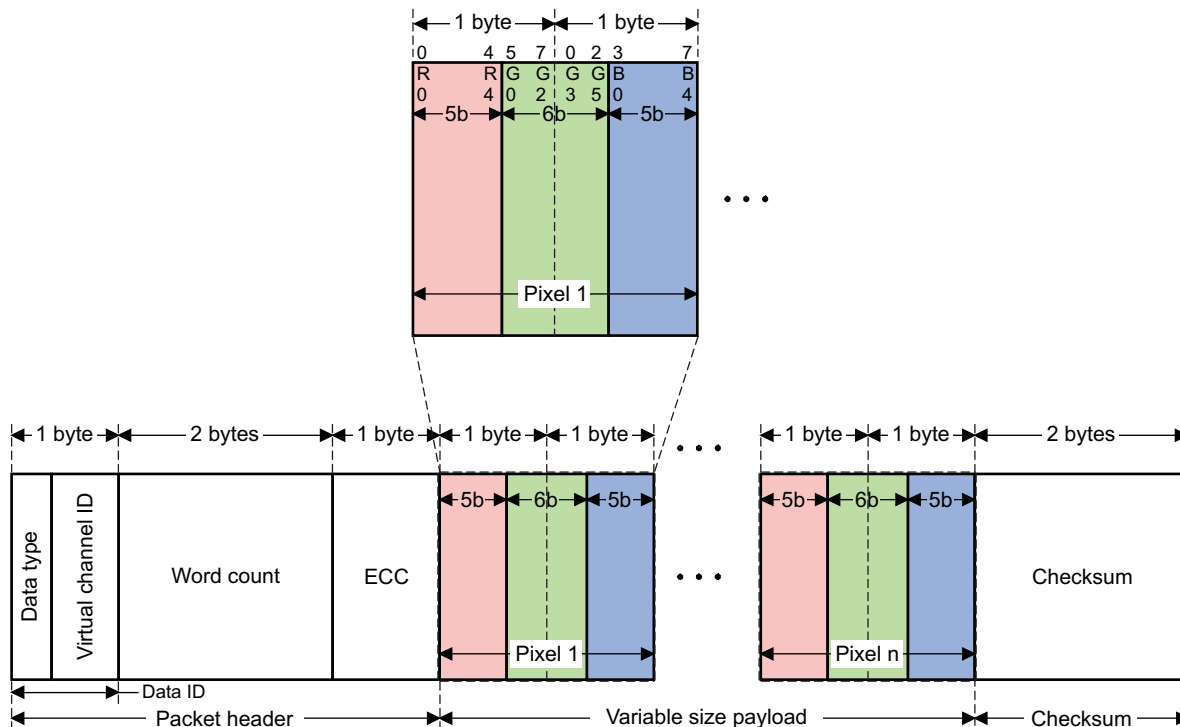 1 byte 1 byte
0 4 5 7 0 2 3 7
R R G G G G B B
0 4 0 2 3 5 0 4
5b 6b 5b
Pixel 1
1 byte 2 bytes 1 byte 1 byte 1 byte 1 byte 1 byte 2 bytes
5b 6b 5b 5b 6b 5b
Data type
Virtual channel ID
Word count ECC Checksum
Pixel 1 Pixel n
Data ID
Packet header Variable size payload Checksum